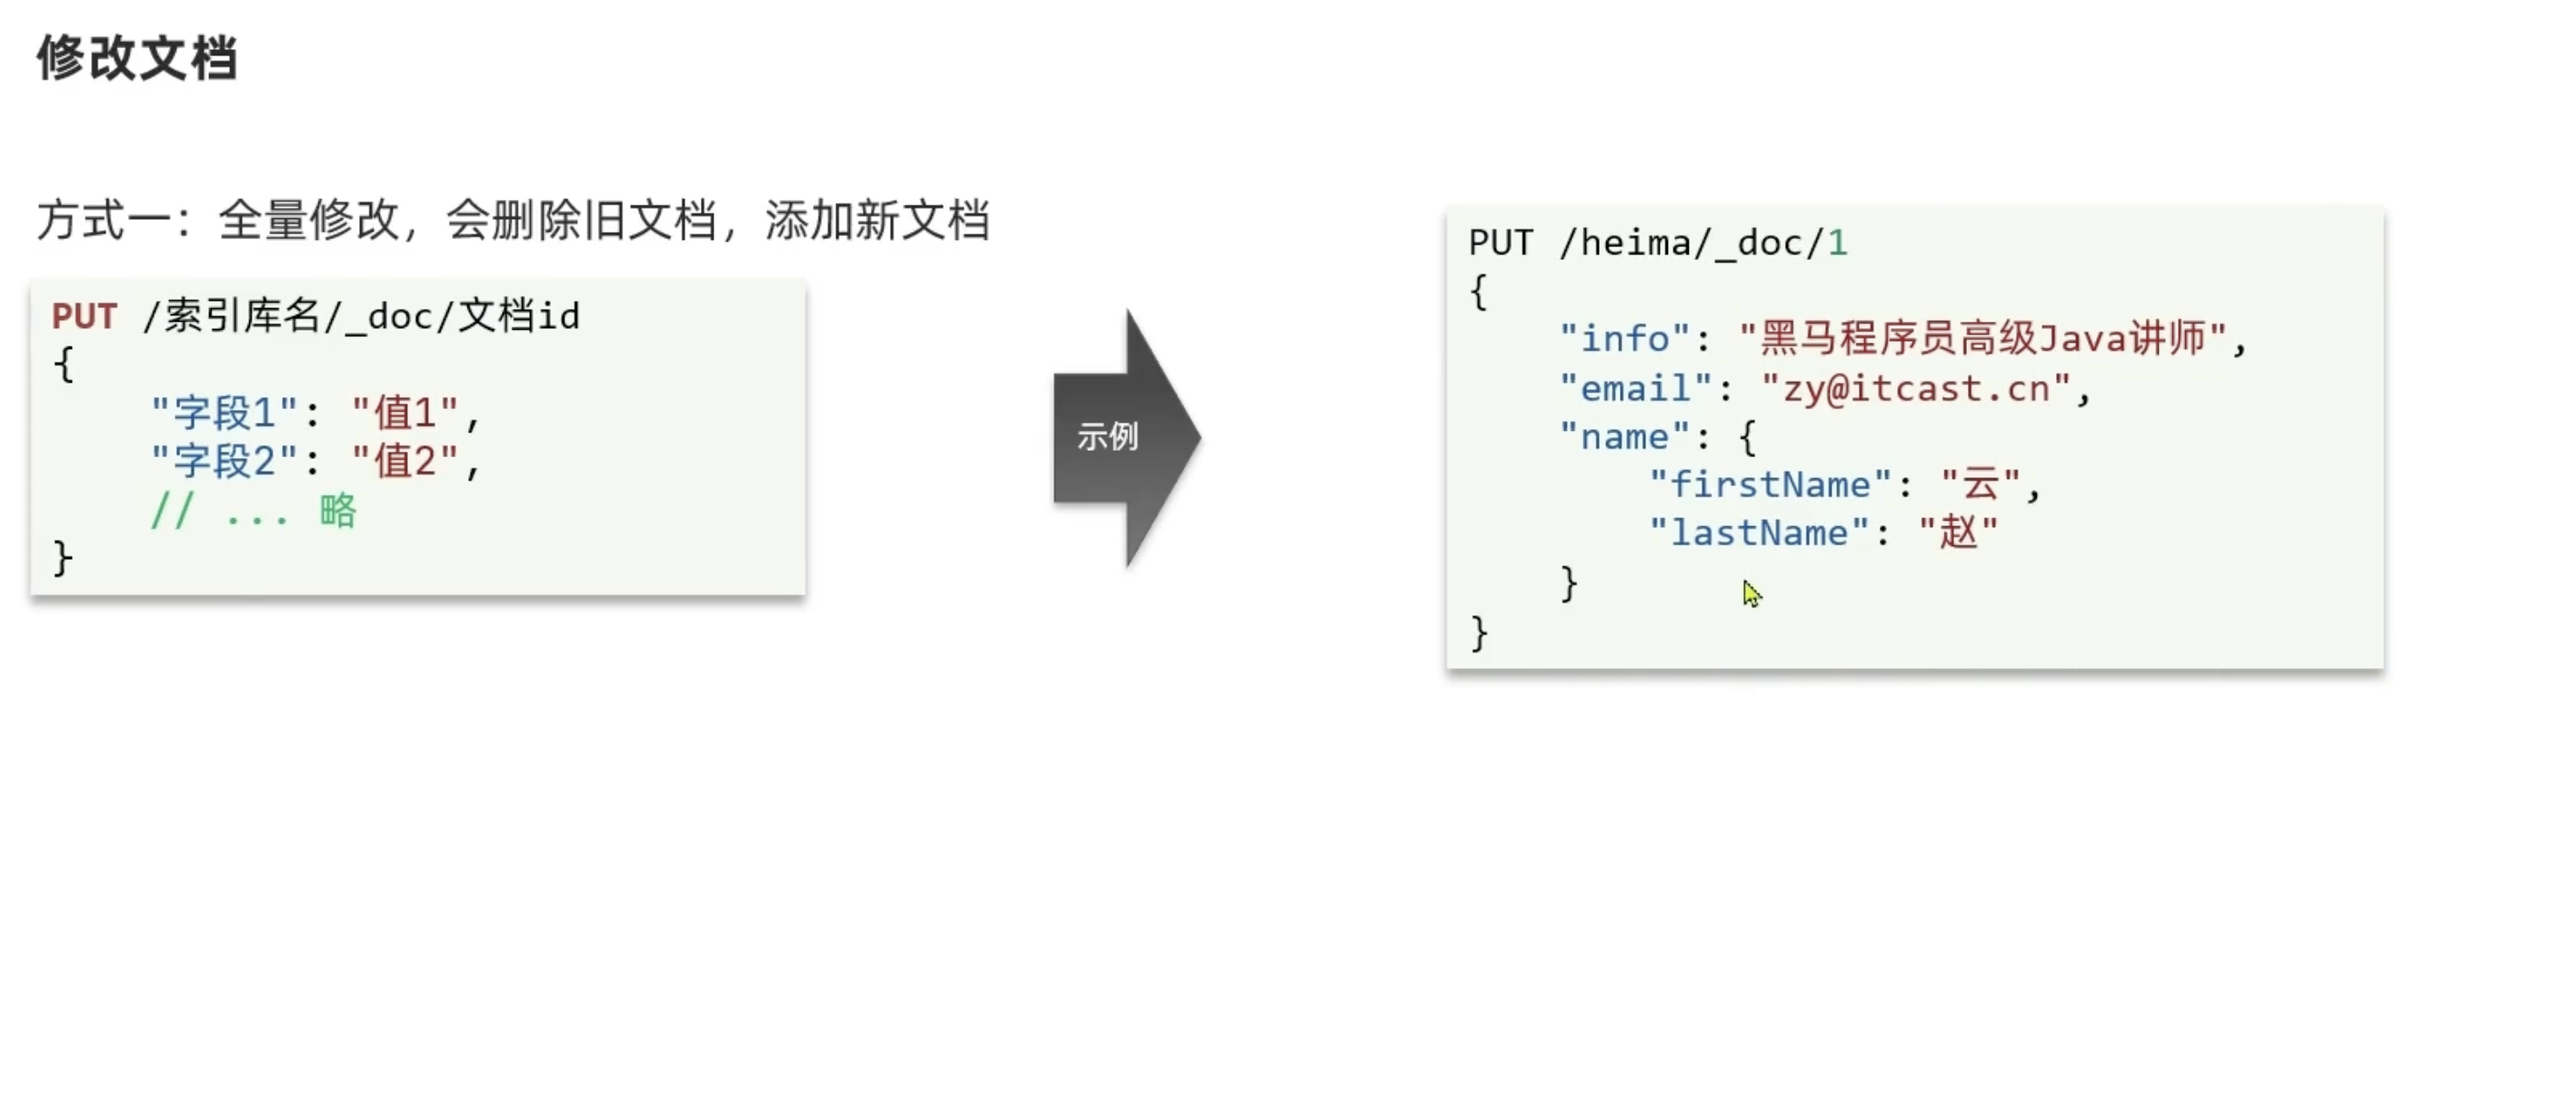 修改文档
方式一：全量修改，会删除旧文档，添加新文档
PUT /索引库名/_doc/文档id
{
    "字段1": "值1",
    "字段2": "值2",
    // ... 略
}
示例
PUT /heima/_doc/1
{
    "info": "黑马程序员高级Java讲师",
    "email": "zy@itcast.cn",
    "name": {
        "firstName": "云",
        "lastName": "赵"
    }
}